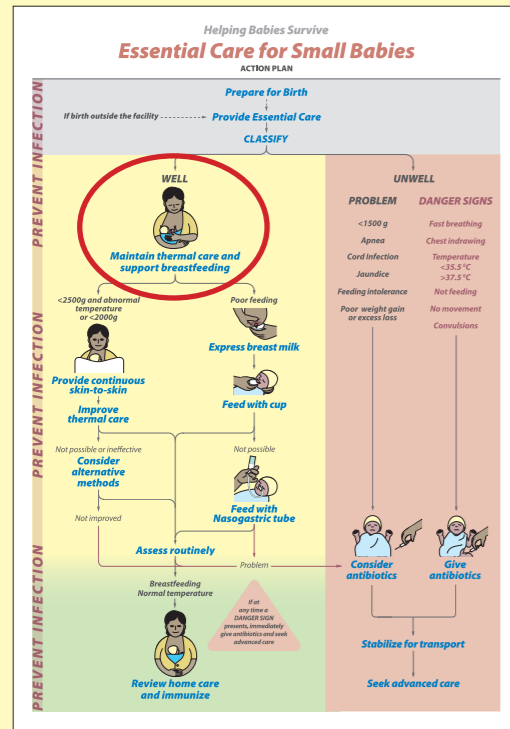 Helping Babies Survive
Essential Care for Small Babies
ACTION PLAN
PREVENT INFECTION
PREVENT INFECTION
PREVENT INFECTION
Prepare for Birth
If birth outside the facility
Provide Essential Care
CLASSIFY
WELL
Maintain thermal care and
support breastfeeding
<2500g and abnormal
temperature
or <2000g
Provide continuous
skin-to-skin
Improve
thermal care
Not possible or ineffective
Consider
alternative
methods
Not improved
Poor feeding
Express breast milk
Feed with cup
Not possible
Feed with
Nasogastric tube
Assess routinely
Problem
Breastfeeding
Normal temperature
If at
any time a
DANGER SIGN
presents, immediately
give antibiotics and seek
advanced care
Review home care
and immunize
UNWELL
PROBLEM
<1500 g
Apnea
Cord Infection
Jaundice
Feeding intolerance
Poor weight gain
or excess loss
DANGER SIGNS
Fast breathing
Chest indrawing
Temperature
<35.5 °C
>37.5 °C
Not feeding
No movement
Convulsions
Consider
antibiotics
Give
antibiotics
Stabilize for transport
Seek advanced care